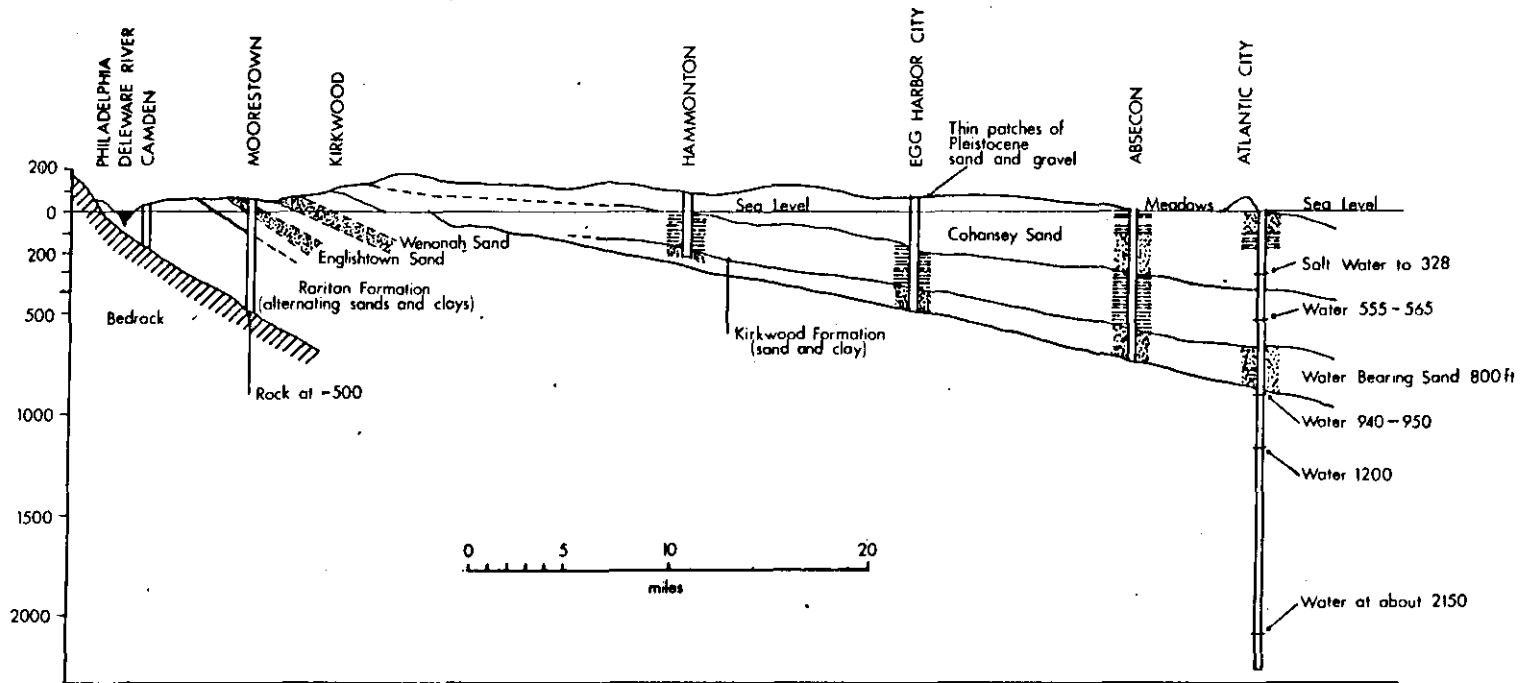 PHILADELPHIA
DELEWARE RIVER
CAMDEN
MOORESTOWN
KIRKWOOD
HAMMONTON
EGG HARBOR CITY
ABSECON
ATLANTIC CITY
Thin patches of
Pleistocene
sand and gravel
200
0
200
500
1000
1500
2000
Sea Level
Meadows
Sea Level
Wenonah Sand
Englishtown Sand
Raritan Formation
(alternating sands and clays)
Bedrock
Rock at -500
Cohansey Sand
Kirkwood Formation
(sand and clay)
Salt Water to 328
Water 555-565
Water Bearing Sand 800 ft
Water 940-950
Water 1200
Water at about 2150
0 5 10 20
miles